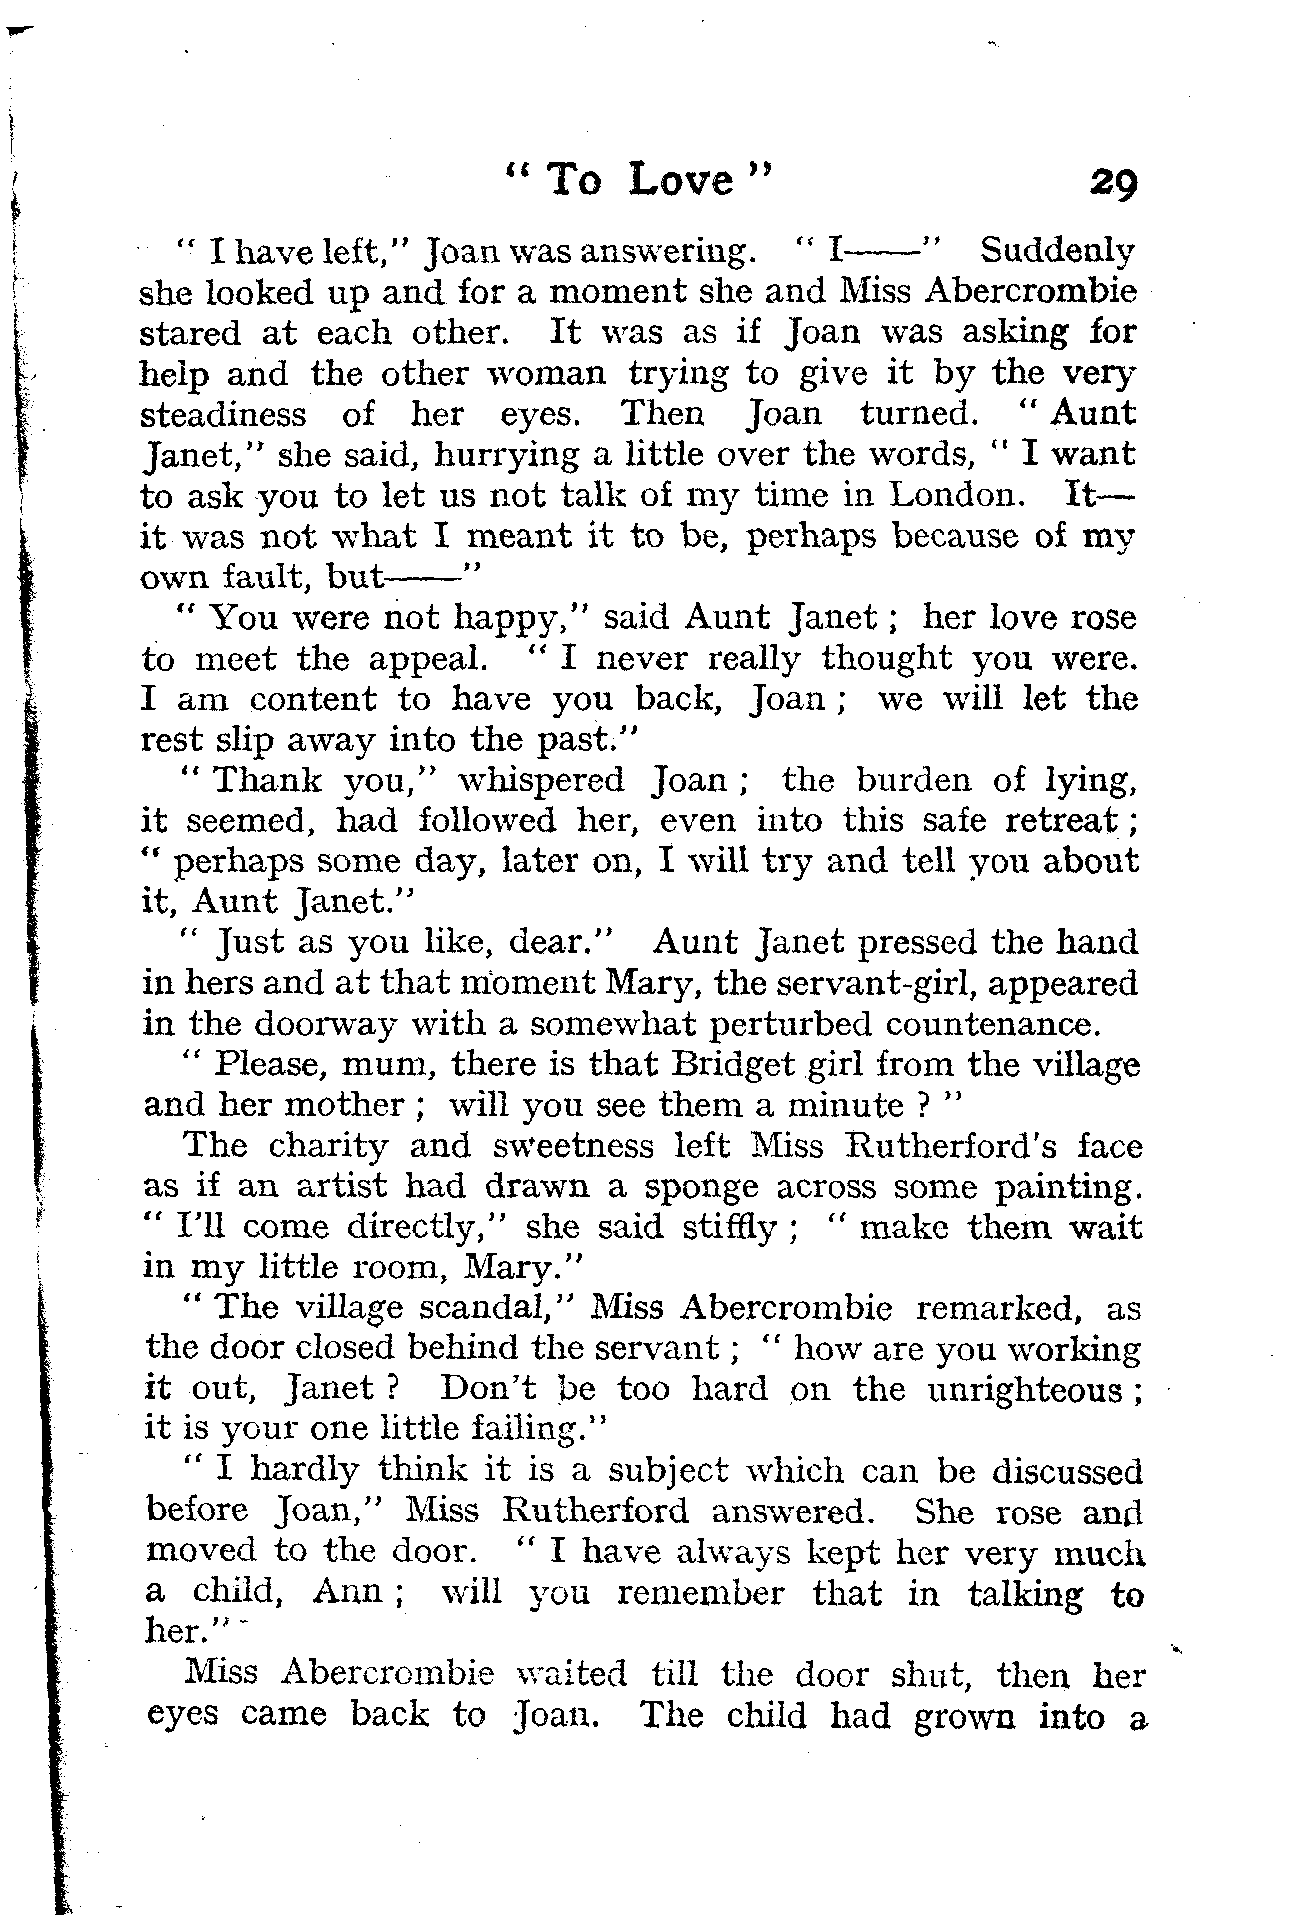 " To Love " 29
" I have left," Joan was answering. " I——" Suddenly
she looked up and for a moment she and Miss Abercrombie
stared at each other. It was as if Joan was asking for
help and the other woman trying to give it by the very
steadiness of her eyes. Then Joan turned. " Aunt
Janet," she said, hurrying a little over the words, " I want
to ask you to let us not talk of my time in London. It—
it was not what I meant it to be, perhaps because of my
own fault, but——"
" You were not happy," said Aunt Janet ; her love rose
to meet the appeal. " I never really thought you were.
I am content to have you back, Joan ; we will let the
rest slip away into the past."
" Thank you," whispered Joan ; the burden of lying,
it seemed, had followed her, even into this safe retreat ;
" perhaps some day, later on, I will try and tell you about
it, Aunt Janet."
" Just as you like, dear." Aunt Janet pressed the hand
in hers and at that moment Mary, the servant-girl, appeared
in the doorway with a somewhat perturbed countenance.
" Please, mum, there is that Bridget girl from the village
and her mother ; will you see them a minute ? "
The charity and sweetness left Miss Rutherford's face
as if an artist had drawn a sponge across some painting.
" I'll come directly," she said stiffly ; " make them wait
in my little room, Mary."
" The village scandal," Miss Abercrombie remarked, as
the door closed behind the servant ; " how are you working
it out, Janet ? Don't be too hard on the unrighteous ;
it is your one little failing."
" I hardly think it is a subject which can be discussed
before Joan," Miss Rutherford answered. She rose and
moved to the door. " I have always kept her very much
a child, Ann ; will you remember that in talking to
her."
Miss Abercrombie waited till the door shut, then her
eyes came back to Joan. The child had grown into a